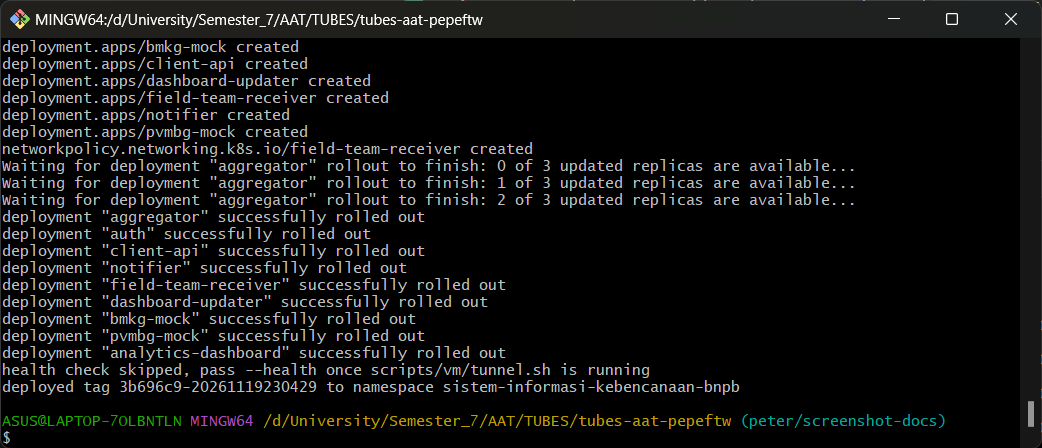 MINGW64:/d/University/Semester_7/AAT/TUBES/tubes-aat-pepeftw
deployment.apps/bmkg-mock created
deployment.apps/client-api created
deployment.apps/dashboard-updater created
deployment.apps/field-team-receiver created
deployment.apps/notifier created
deployment.apps/pvmbg-mock created
networkpolicy.networking.k8s.io/field-team-receiver created
Waiting for deployment "aggregator" rollout to finish: 0 of 3 updated replicas are available...
Waiting for deployment "aggregator" rollout to finish: 1 of 3 updated replicas are available...
Waiting for deployment "aggregator" rollout to finish: 2 of 3 updated replicas are available...
deployment "aggregator" successfully rolled out
deployment "auth" successfully rolled out
deployment "client-api" successfully rolled out
deployment "notifier" successfully rolled out
deployment "field-team-receiver" successfully rolled out
deployment "dashboard-updater" successfully rolled out
deployment "bmkg-mock" successfully rolled out
deployment "pvmbg-mock" successfully rolled out
deployment "analytics-dashboard" successfully rolled out
health check skipped, pass --health once scripts/vm/tunnel.sh is running
deployed tag 3b696c9-20261119230429 to namespace sistem-informasi-kebencanaan-bnpb
ASUS@LAPTOP-7OLBNTLN MINGW64 /d/University/Semester_7/AAT/TUBES/tubes-aat-pepeftw (peter/screenshot-docs)
$